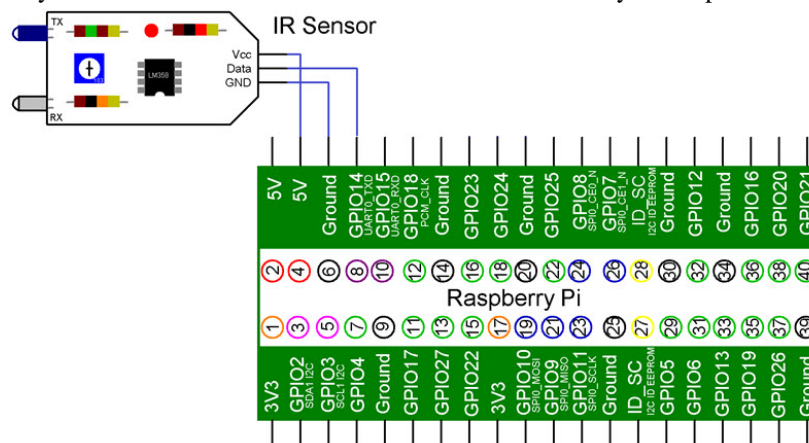 TX
IR Sensor
Vcc
Data
GND
LM358
RX
5V
5V
Ground
GPIO14
UART0_TXD
GPIO15
UART0_RXD
GPIO18
PCM_CLK
Ground
GPIO23
GPIO24
Ground
GPIO25
GPIO8
SPI0_CE0_N
GPIO7
SPI0_CE1_N
ID_SC
I2C ID EEPROM
Ground
GPIO12
Ground
GPIO16
GPIO20
GPIO21
2 4 6 8 10 12 14 16 18 20 22 24 26 28 30 32 34 36 38 40
Raspberry Pi
1 3 5 7 9 11 13 15 17 19 21 23 25 27 29 31 33 35 37 39
3V3
GPIO2
SDA1 I2C
GPIO3
SCL1 I2C
GPIO4
Ground
GPIO17
GPIO27
GPIO22
3V3
GPIO10
SPI0_MOSI
GPIO9
SPI0_MISO
GPIO11
SPI0_SCLK
Ground
ID_SC
I2C ID EEPROM
GPIO5
GPIO6
GPIO13
GPIO19
GPIO26
Ground